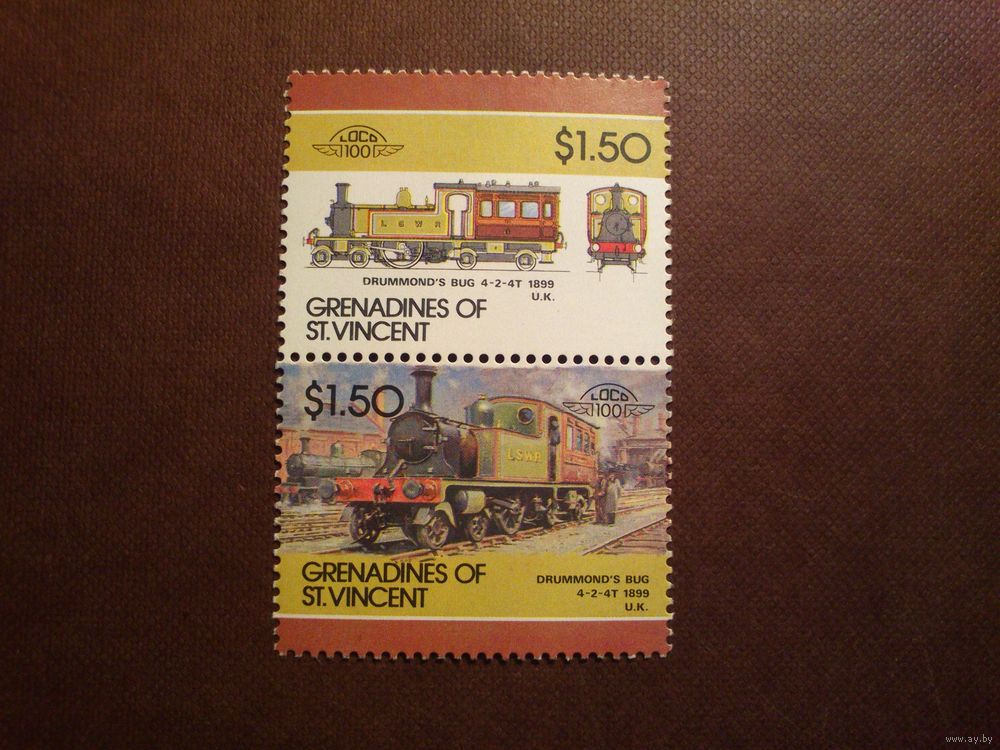 LOCO
100
$1.50
L S W R
DRUMMOND'S BUG 4-2-4T 1899
U.K.
GRENADINES OF
ST.VINCENT
$1.50
LOCO
100
LSWR
GRENADINES OF
ST.VINCENT
DRUMMOND'S BUG
4-2-4T 1899
U.K.
www.ay.by